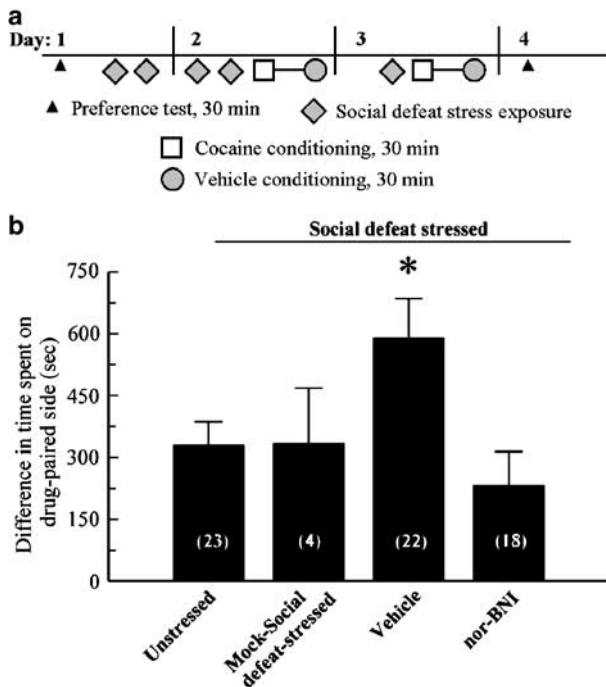 a
Day: 1 2 3 4
Preference test, 30 min
Social defeat stress exposure
Cocaine conditioning, 30 min
Vehicle conditioning, 30 min
b
Social defeat stressed
*
Difference in time spent on
drug-paired side (sec)
750
600
450
300
150
0
(23) (4) (22) (18)
Unstressed
Mock-Social
defeat-stressed
Vehicle
nor-BNI